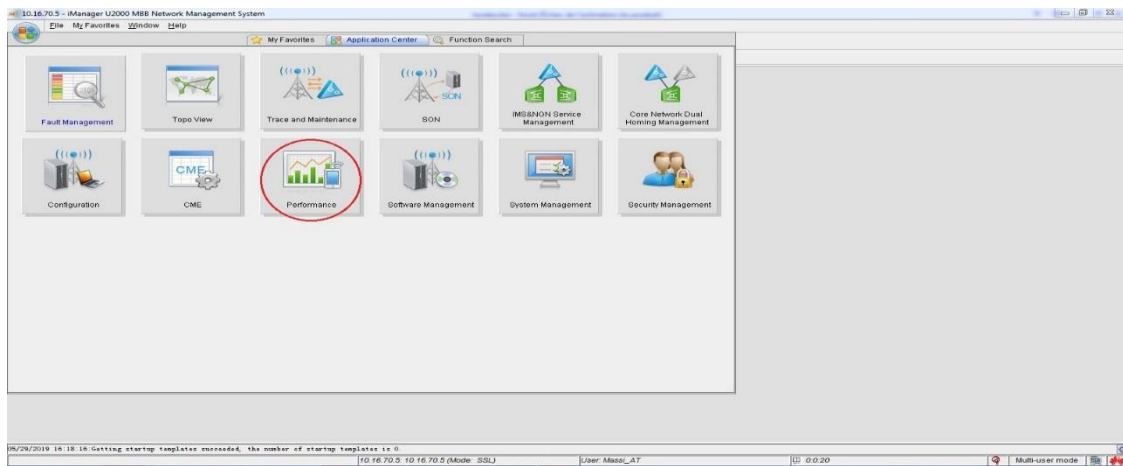 10.16.70.5 - iManager U2000 MBB Network Management System
File My Favorites Window Help
My Favorites Application Center Function Search
Fault Management Topo View Trace and Maintenance SON IMS&NGN Service Management Core Network Dual Homing Management
SON
CME
Configuration CME Performance Software Management System Management Security Management
05/29/2019 16:18:16:Getting startup templates succeeded, the number of startup templates is 0.
10.16.70.5: 10.16.70.5 (Mode: SSL) User: Massi_AT 0:0:20 Multi-user mode